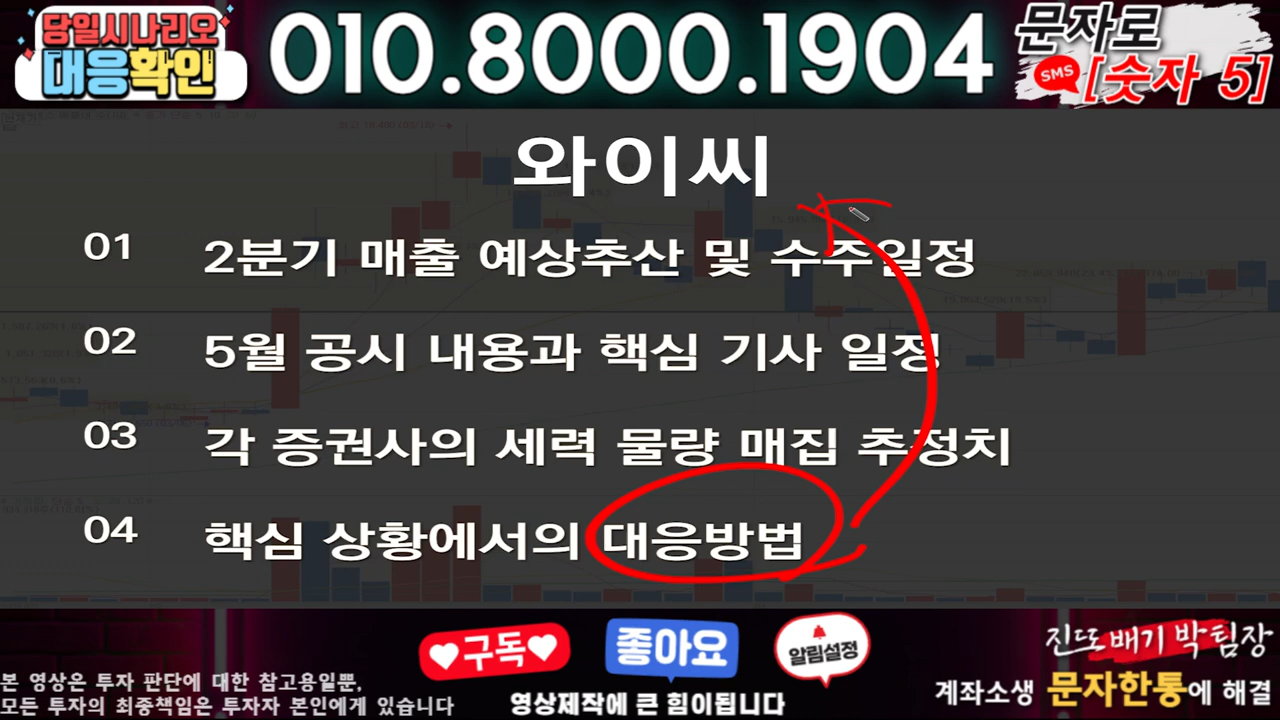 당일시나리오
대응확인
010.8000.1904
문자로
SMS
[숫자 5]
와이씨
01 2분기 매출 예상추산 및 수주일정
02 5월 공시 내용과 핵심 기사 일정
03 각 증권사의 세력 물량 매집 추정치
04 핵심 상황에서의 대응방법
구독
좋아요
알림설정
영상제작에 큰 힘이됩니다
본 영상은 투자 판단에 대한 참고용일뿐,
모든 투자의 최종책임은 투자자 본인에게 있습니다
진또배기 박팀장
계좌소생 문자한통에 해결